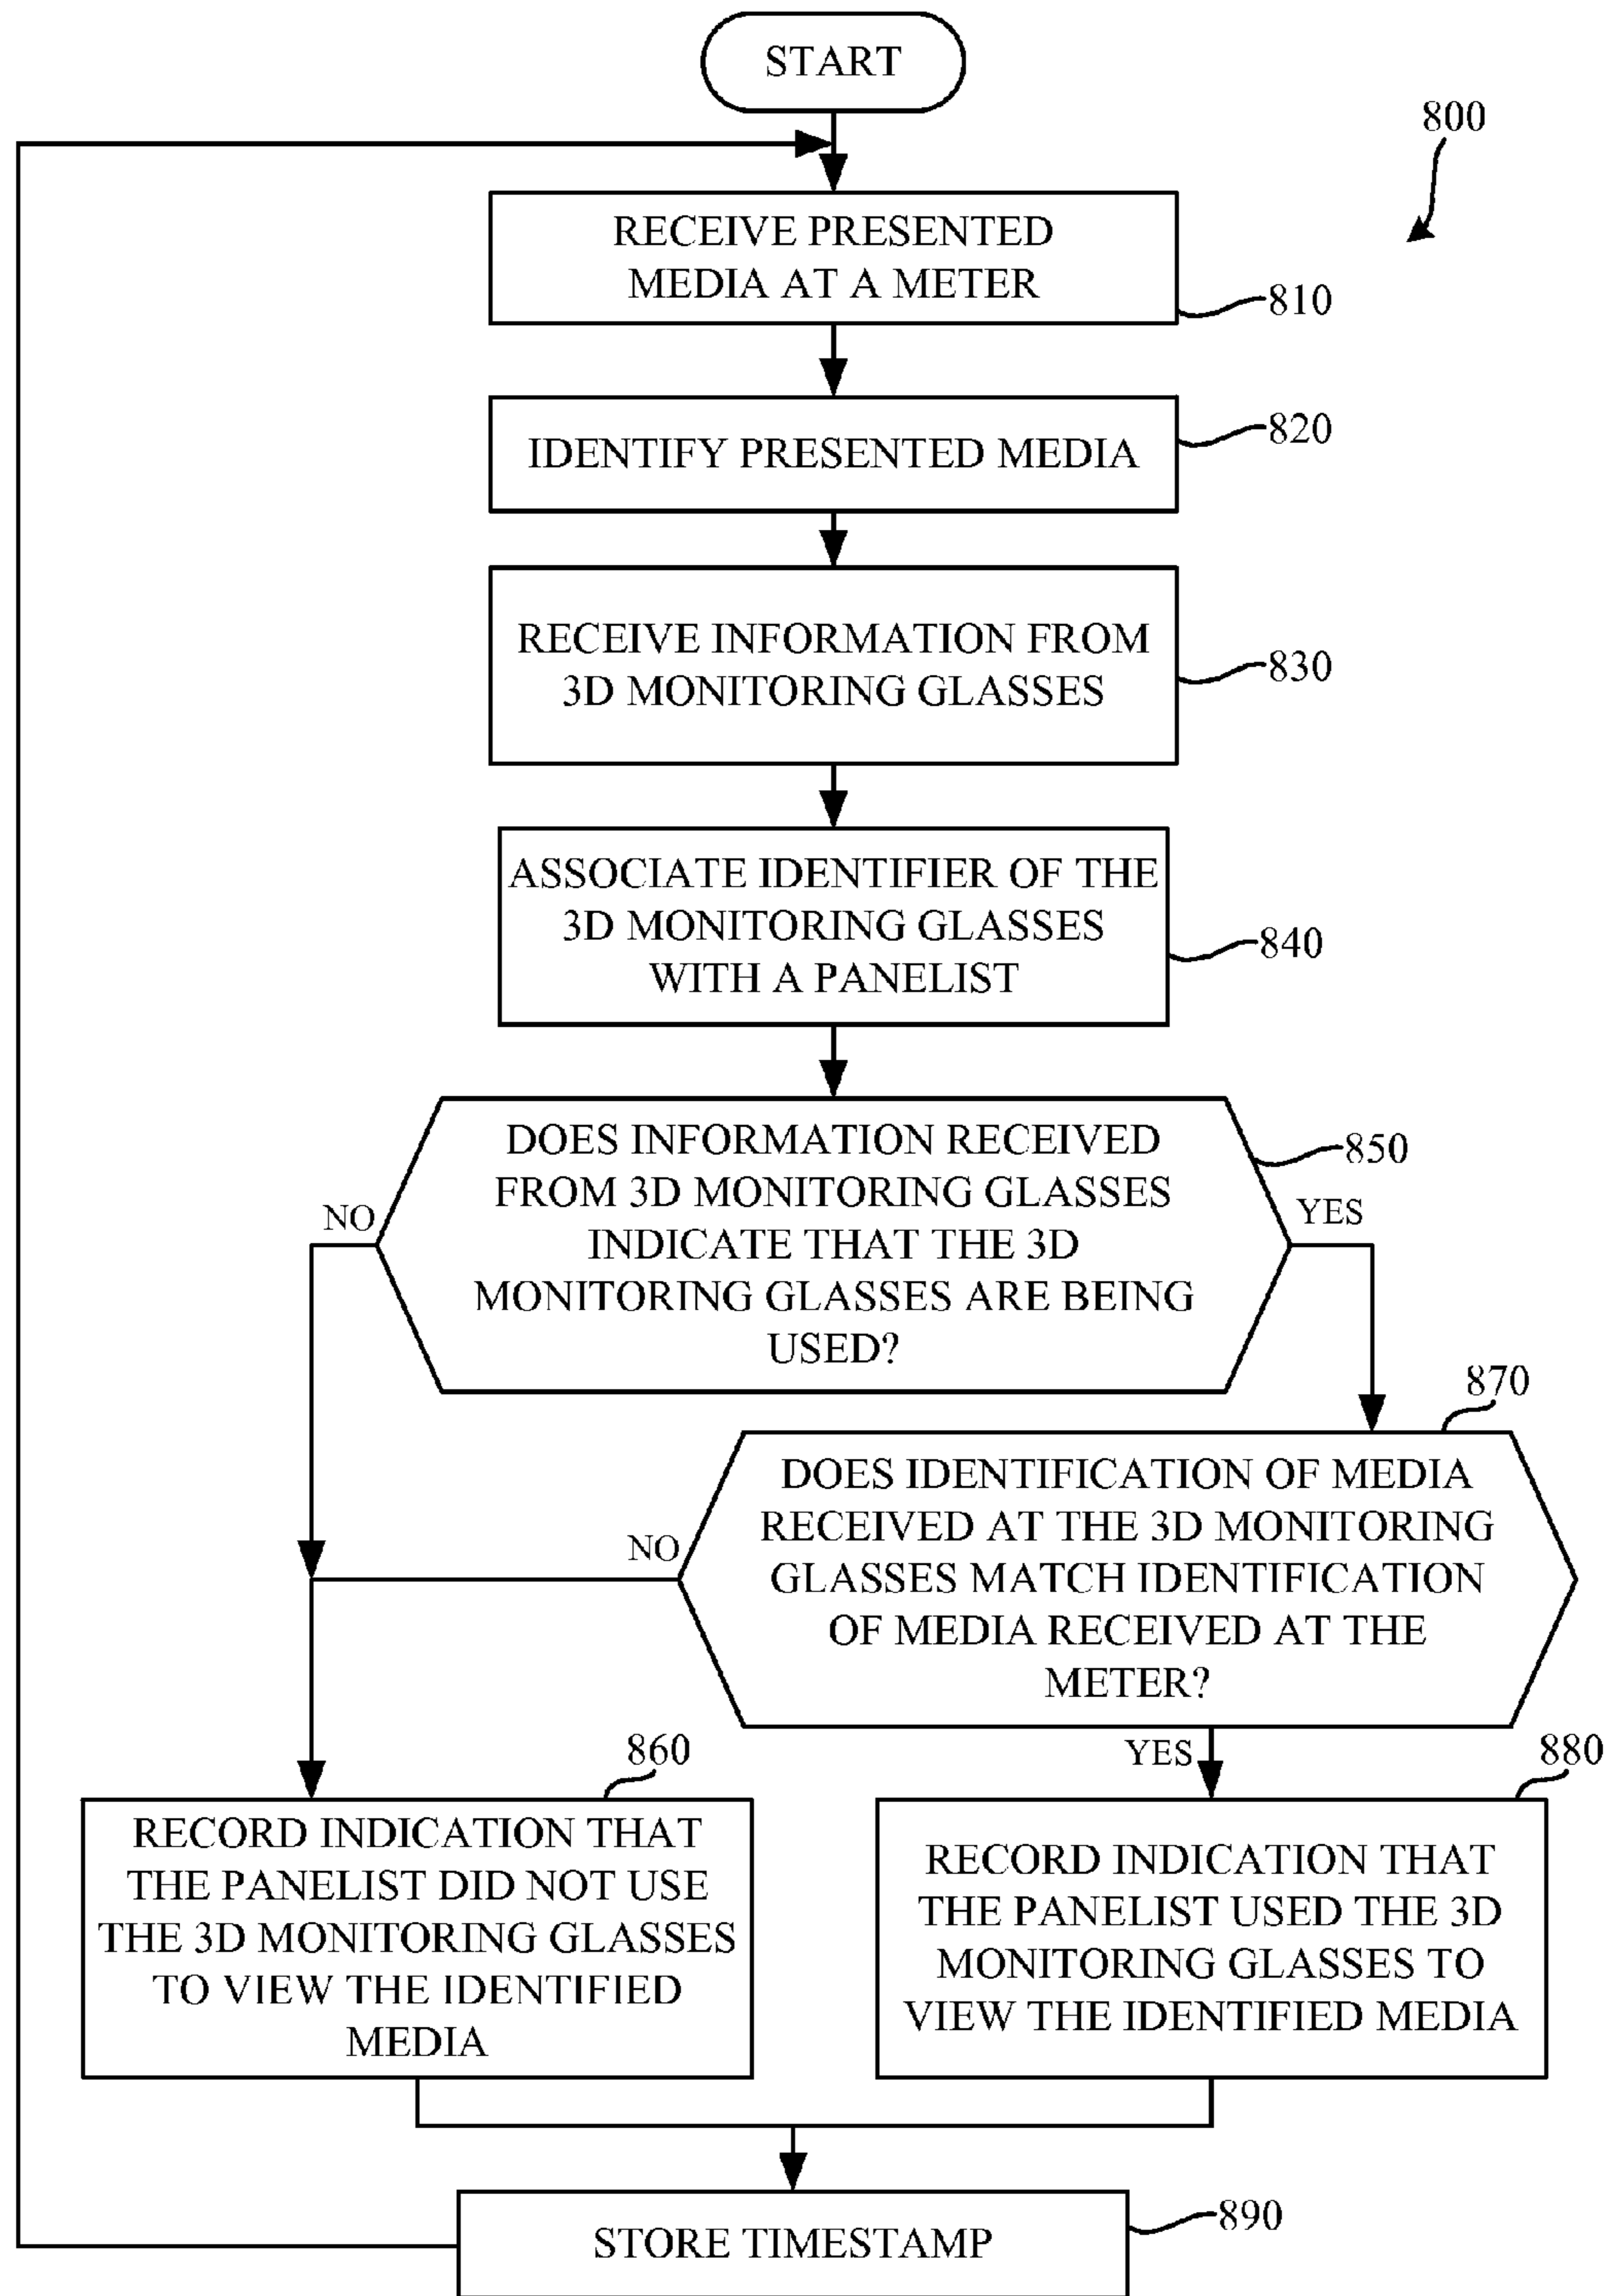 START
800
RECEIVE PRESENTED
MEDIA AT A METER
810
IDENTIFY PRESENTED MEDIA
820
RECEIVE INFORMATION FROM
3D MONITORING GLASSES
830
ASSOCIATE IDENTIFIER OF THE
3D MONITORING GLASSES
WITH A PANELIST
840
DOES INFORMATION RECEIVED
FROM 3D MONITORING GLASSES
INDICATE THAT THE 3D
MONITORING GLASSES ARE BEING
USED?
850
NO
YES
870
DOES IDENTIFICATION OF MEDIA
RECEIVED AT THE 3D MONITORING
GLASSES MATCH IDENTIFICATION
OF MEDIA RECEIVED AT THE
METER?
NO
YES
860
RECORD INDICATION THAT
THE PANELIST DID NOT USE
THE 3D MONITORING GLASSES
TO VIEW THE IDENTIFIED
MEDIA
880
RECORD INDICATION THAT
THE PANELIST USED THE 3D
MONITORING GLASSES TO
VIEW THE IDENTIFIED MEDIA
STORE TIMESTAMP
890